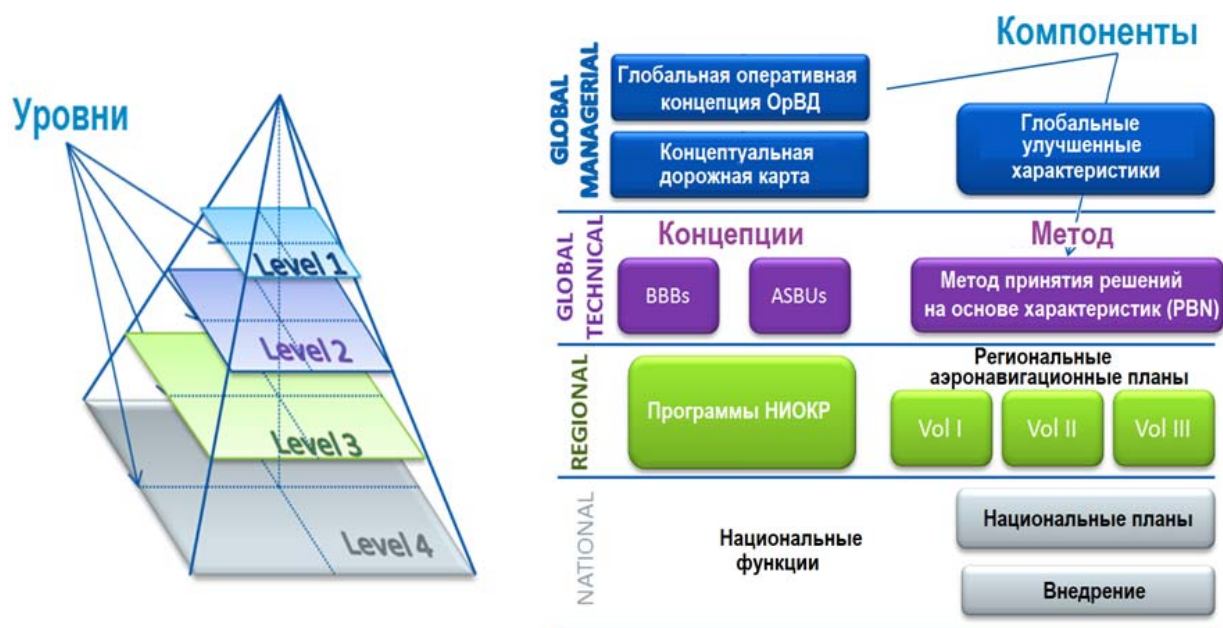 Уровни
Level 1
Level 2
Level 3
Level 4
Компоненты
GLOBAL
MANAGERIAL
Глобальная оперативная
концепция ОрВД
Концептуальная
дорожная карта
Глобальные
улучшенные
характеристики
GLOBAL
TECHNICAL
Концепции
BBBs
ASBUs
Метод
Метод принятия решений
на основе характеристик (PBN)
REGIONAL
Программы НИОКР
Региональные
аэронавигационные планы
Vol I
Vol II
Vol III
NATIONAL
Национальные
функции
Национальные планы
Внедрение